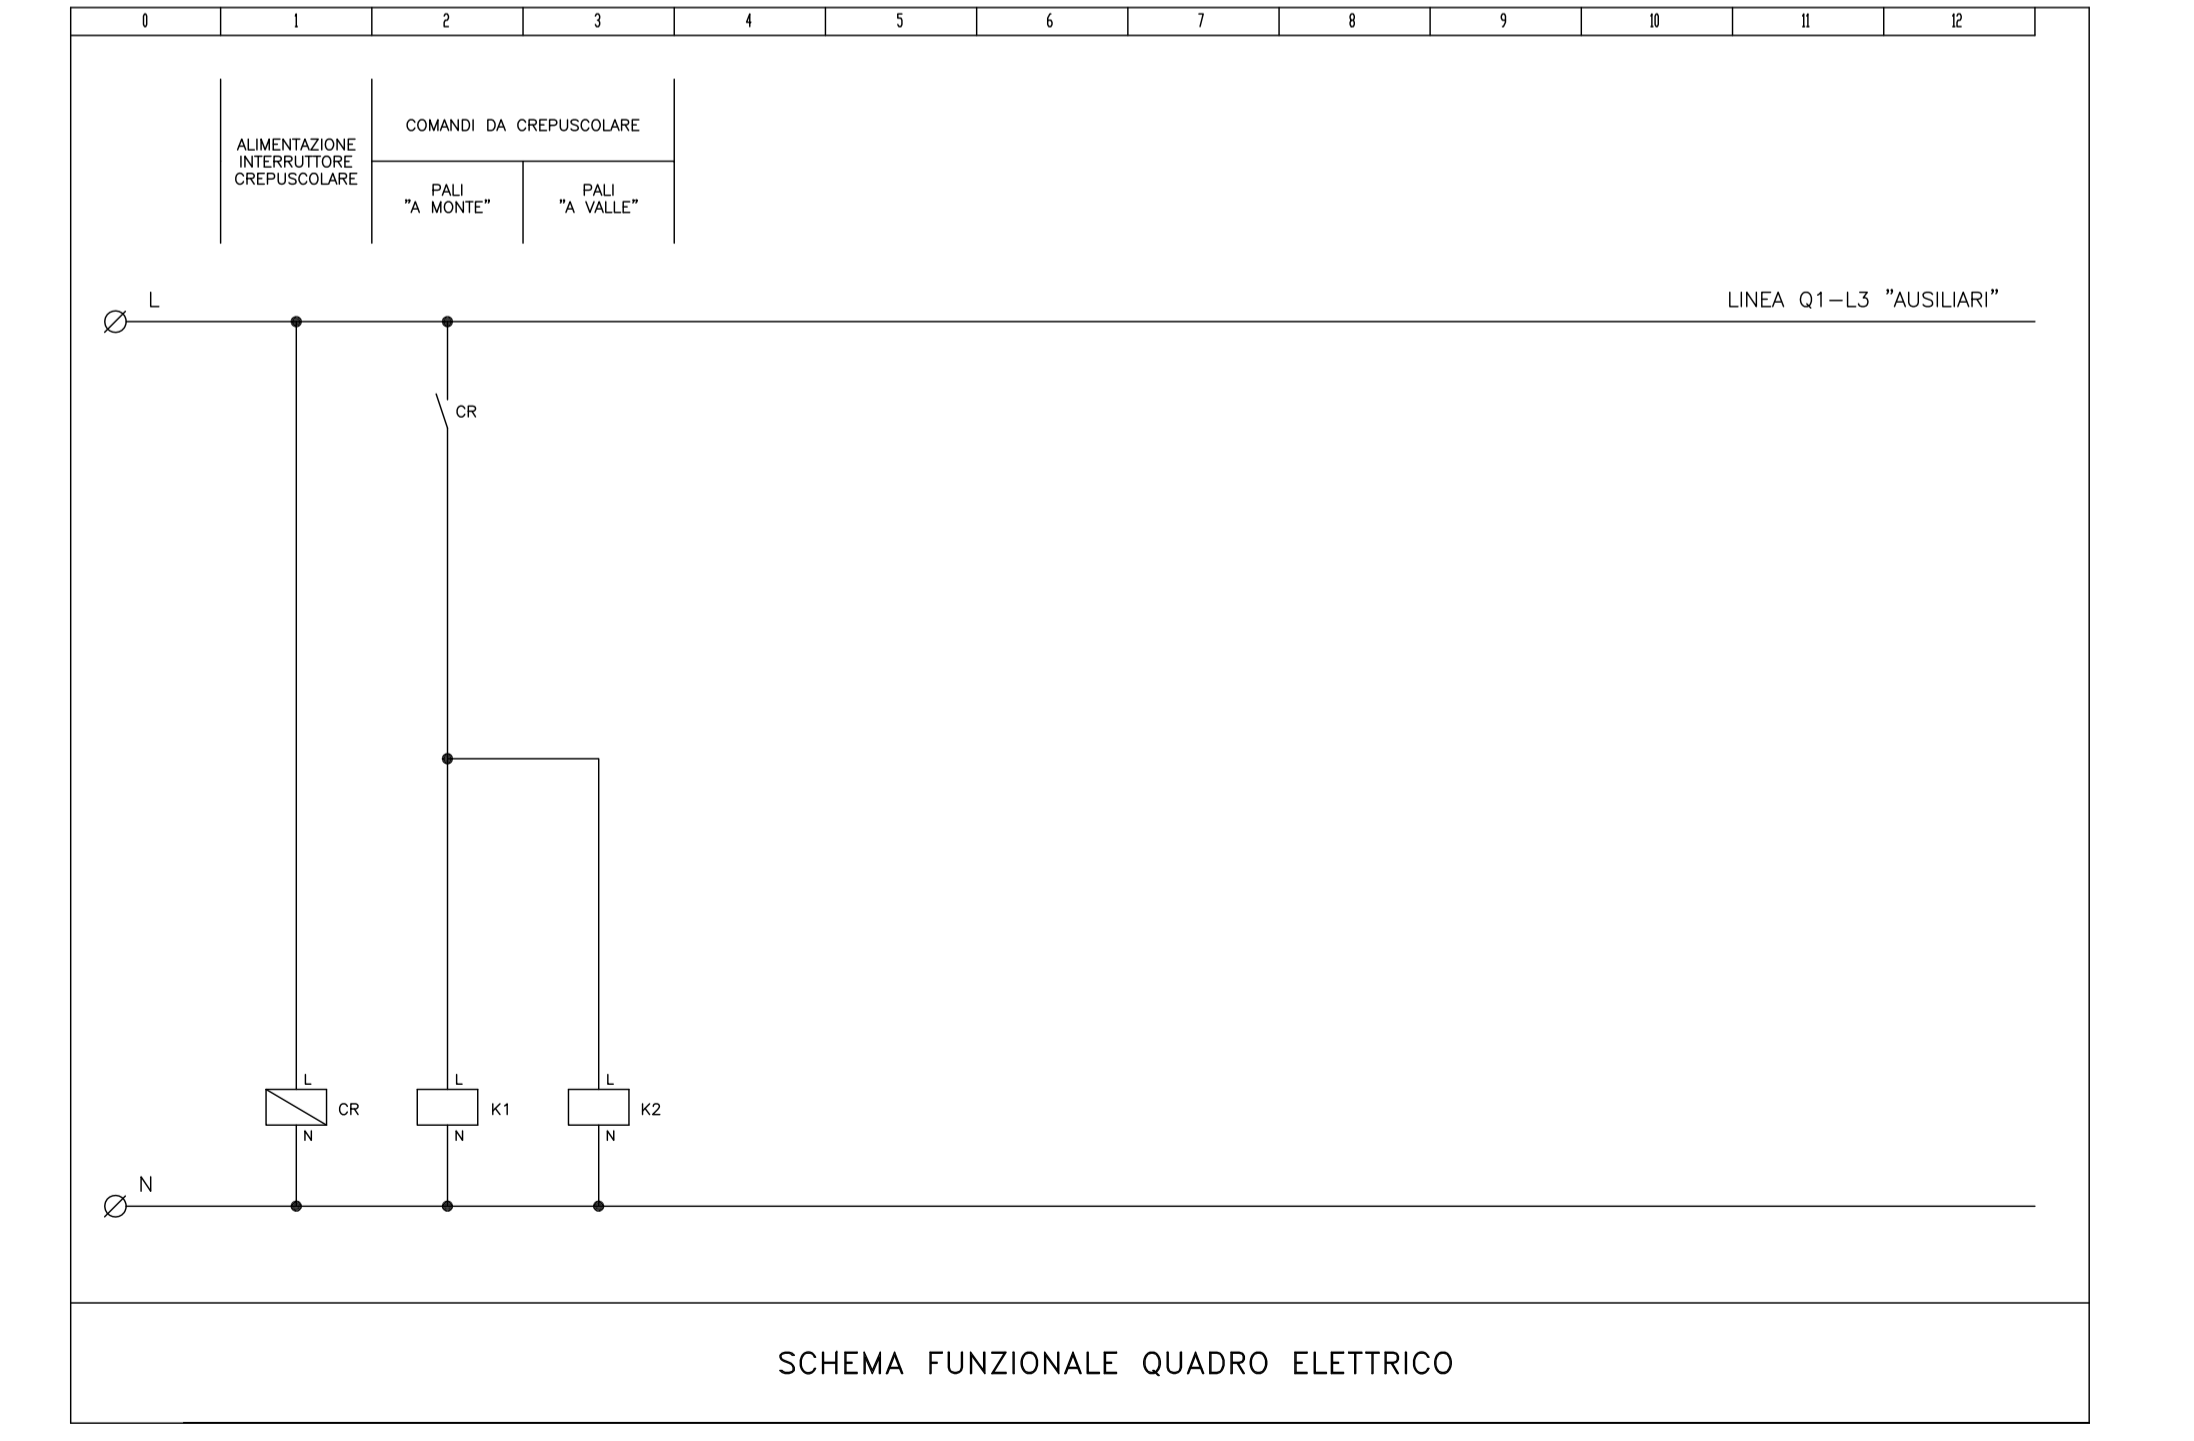 0 1 2 3 4 5 6 7 8 9 10 11 12
ALIMENTAZIONE
INTERRUTTORE
CREPUSCOLARE
COMANDI DA CREPUSCOLARE
PALI
"A MONTE"
PALI
"A VALLE"
L
LINEA Q1-L3 "AUSILIARI"
CR
L
CR
N
L
K1
N
L
K2
N
N
SCHEMA FUNZIONALE QUADRO ELETTRICO